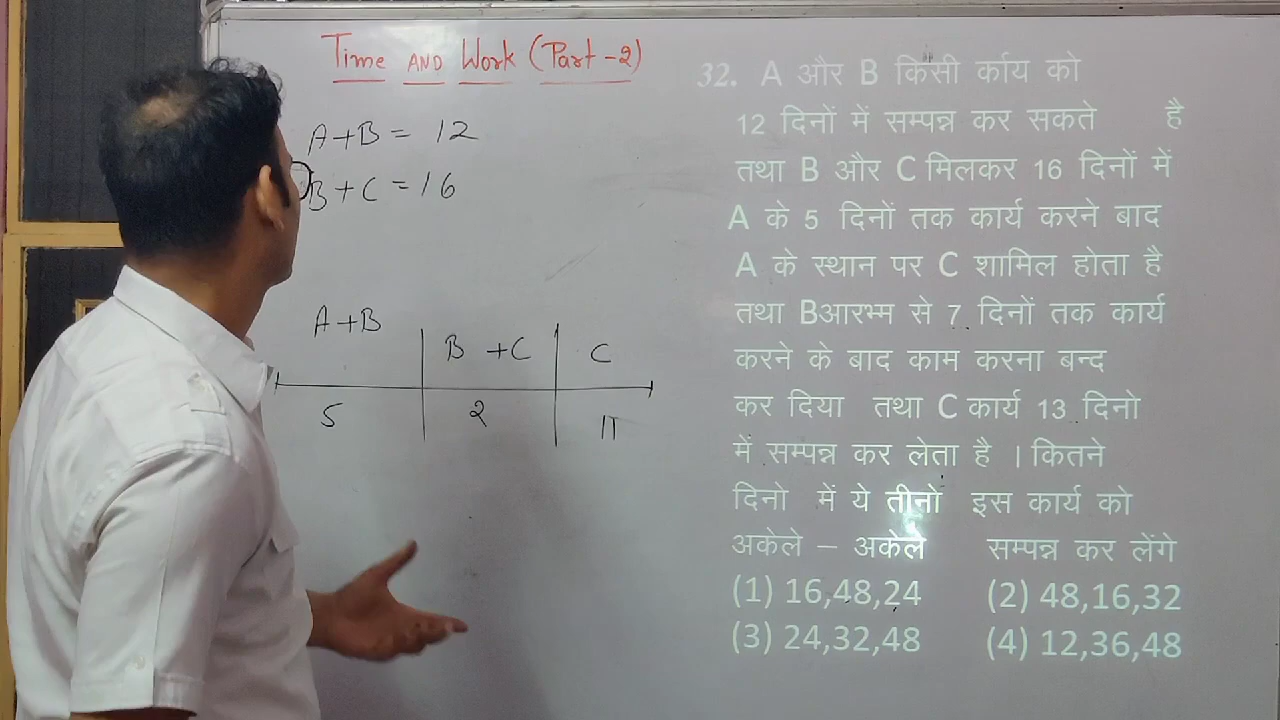 Time AND Work (Part-2)
A+B = 12
B+C = 16
A+B
B +C
C
5
2
11
32. A और B किसी र्काय को
12 दिनों में सम्पन्न कर सकते है
तथा B और C मिलकर 16 दिनों में
A के 5 दिनों तक कार्य करने बाद
A के स्थान पर C शामिल होता है
तथा Bआरम्भ से 7 दिनों तक कार्य
करने के बाद काम करना बन्द
कर दिया तथा C कार्य 13 दिनो
में सम्पन्न कर लेता है । कितने
दिनो में ये तीनो इस कार्य को
अकेले – अकेले सम्पन्न कर लेंगे
(1) 16,48,24 (2) 48,16,32
(3) 24,32,48 (4) 12,36,48